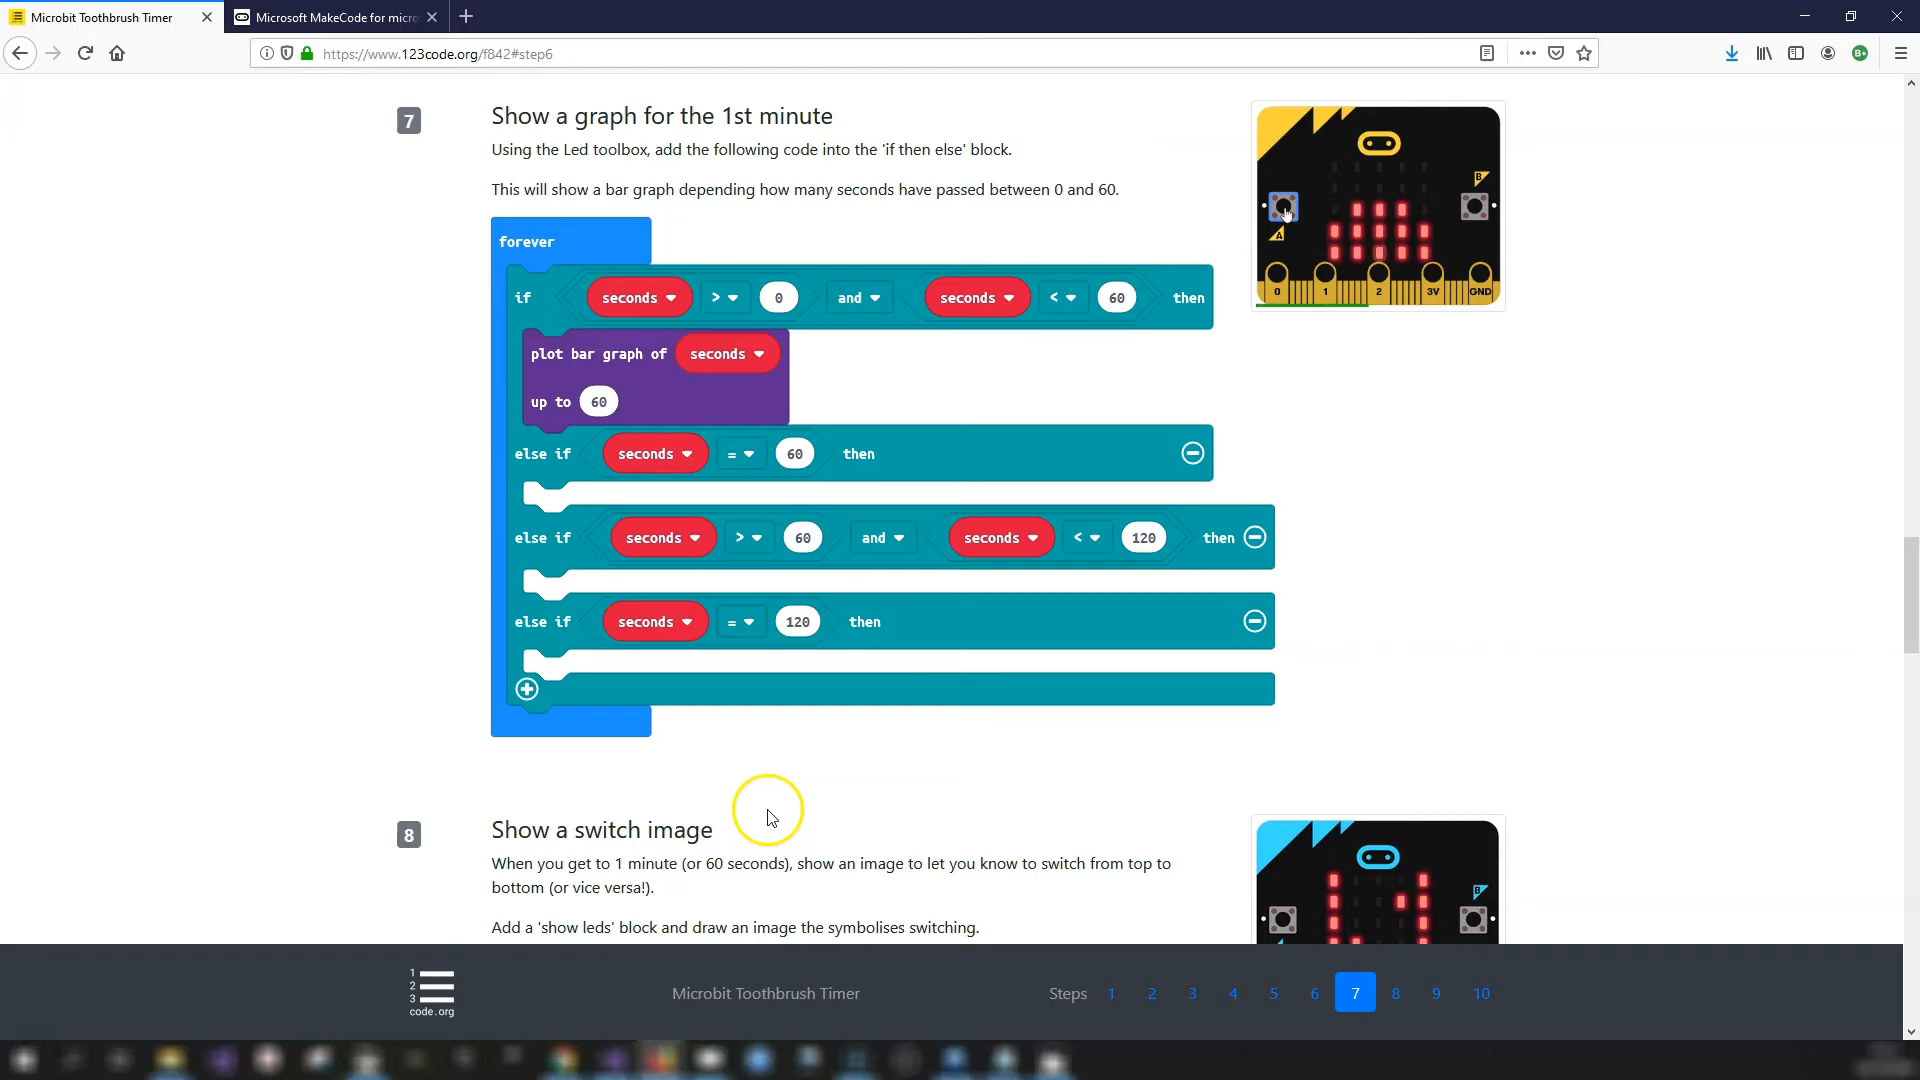 Microbit Toothbrush Timer
Microsoft MakeCode for micro
https://www.123code.org/f842#step6
7
Show a graph for the 1st minute
Using the Led toolbox, add the following code into the 'if then else' block.
This will show a bar graph depending how many seconds have passed between 0 and 60.
forever
if seconds > 0 and seconds < 60 then
plot bar graph of seconds
up to 60
else if seconds = 60 then
else if seconds > 60 and seconds < 120 then
else if seconds = 120 then
B
A
0 1 2 3V GND
8
Show a switch image
When you get to 1 minute (or 60 seconds), show an image to let you know to switch from top to
bottom (or vice versa!).
Add a 'show leds' block and draw an image the symbolises switching.
B
1
2
3
code.org
Microbit Toothbrush Timer
Steps 1 2 3 4 5 6 7 8 9 10